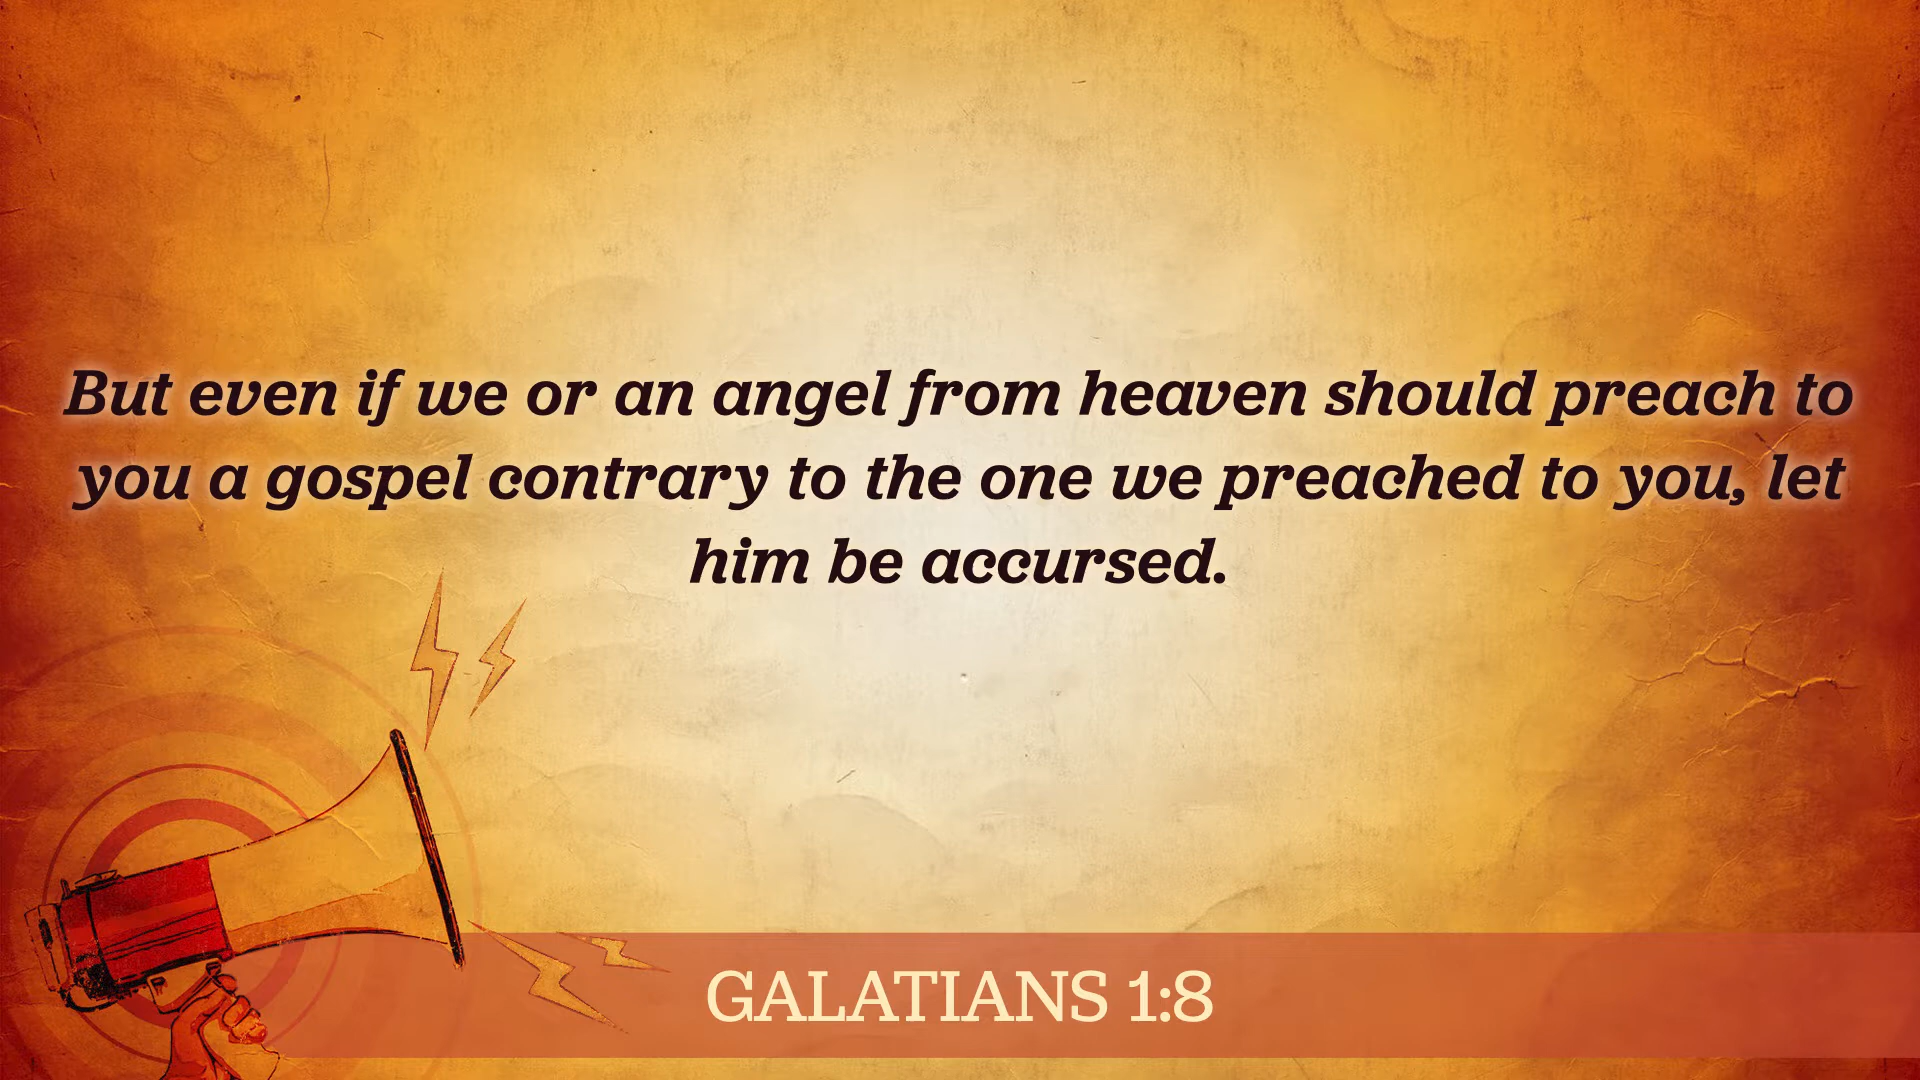 But even if we or an angel from heaven should preach to
you a gospel contrary to the one we preached to you, let
him be accursed.
GALATIANS 1:8